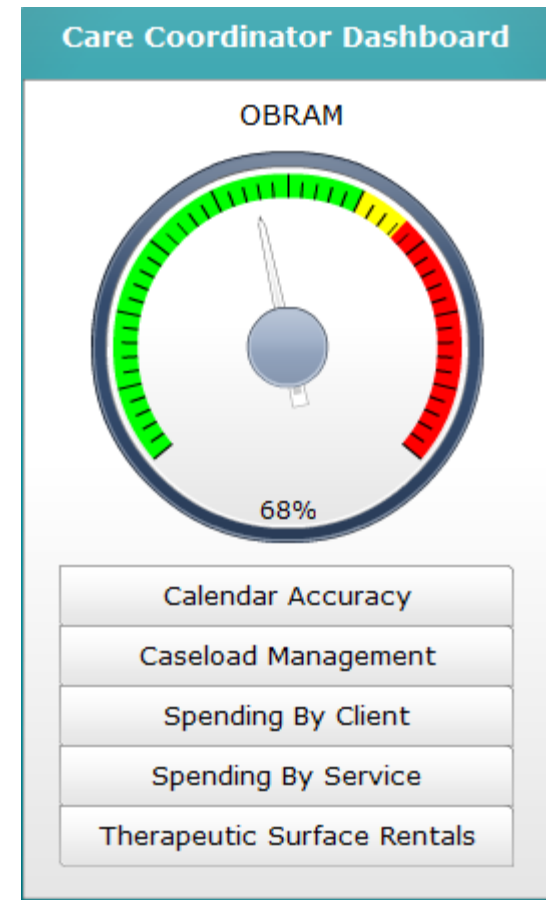 Care Coordinator Dashboard
OBRAM
68%
Calendar Accuracy
Caseload Management
Spending By Client
Spending By Service
Therapeutic Surface Rentals